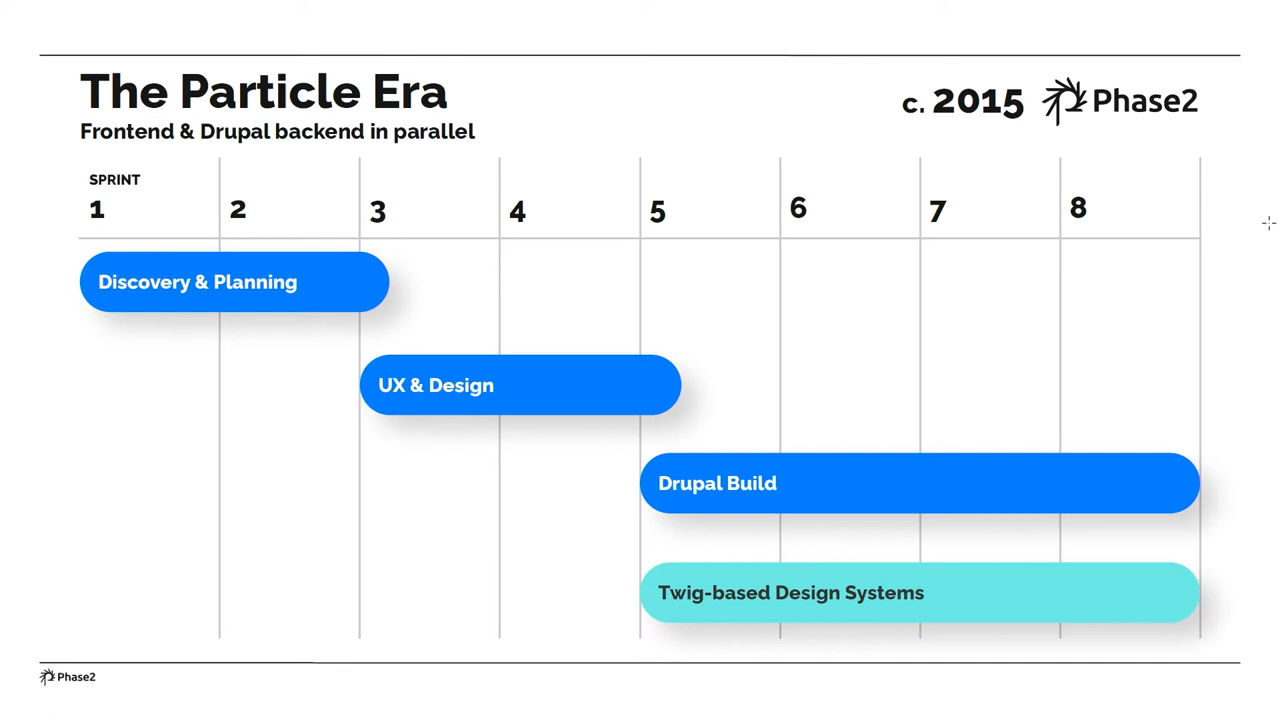 The Particle Era
Frontend & Drupal backend in parallel
c. 2015 Phase2
SPRINT
1 2 3 4 5 6 7 8
Discovery & Planning
UX & Design
Drupal Build
Twig-based Design Systems
Phase2